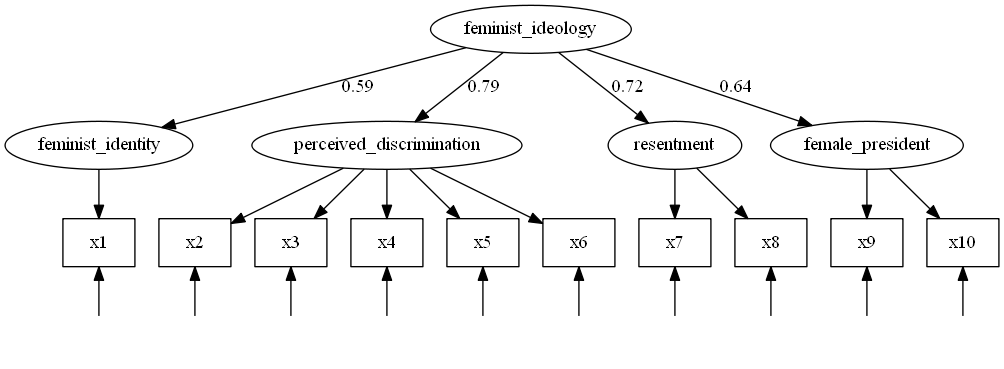 feminist_ideology
0.59
0.79
0.72
0.64
feminist_identity
perceived_discrimination
resentment
female_president
x1
x2
x3
x4
x5
x6
x7
x8
x9
x10